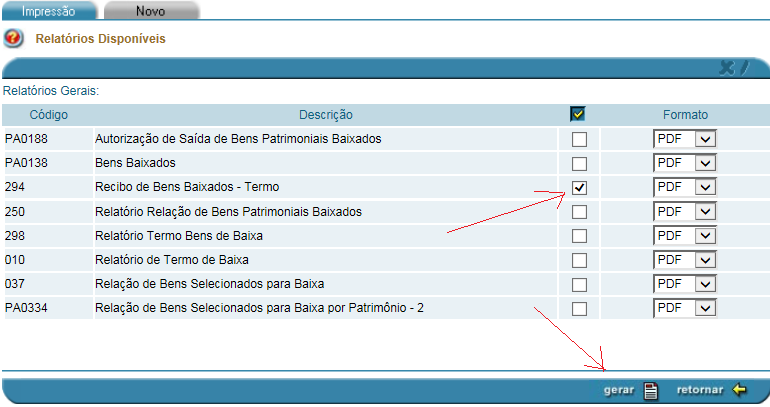 Impressão Novo
Relatórios Disponíveis
Relatórios Gerais:
Código Descrição Formato
PA0188 Autorização de Saída de Bens Patrimoniais Baixados PDF
PA0138 Bens Baixados PDF
294 Recibo de Bens Baixados - Termo PDF
250 Relatório Relação de Bens Patrimoniais Baixados PDF
298 Relatório Termo Bens de Baixa PDF
010 Relatório de Termo de Baixa PDF
037 Relação de Bens Selecionados para Baixa PDF
PA0334 Relação de Bens Selecionados para Baixa por Patrimônio - 2 PDF
gerar retornar